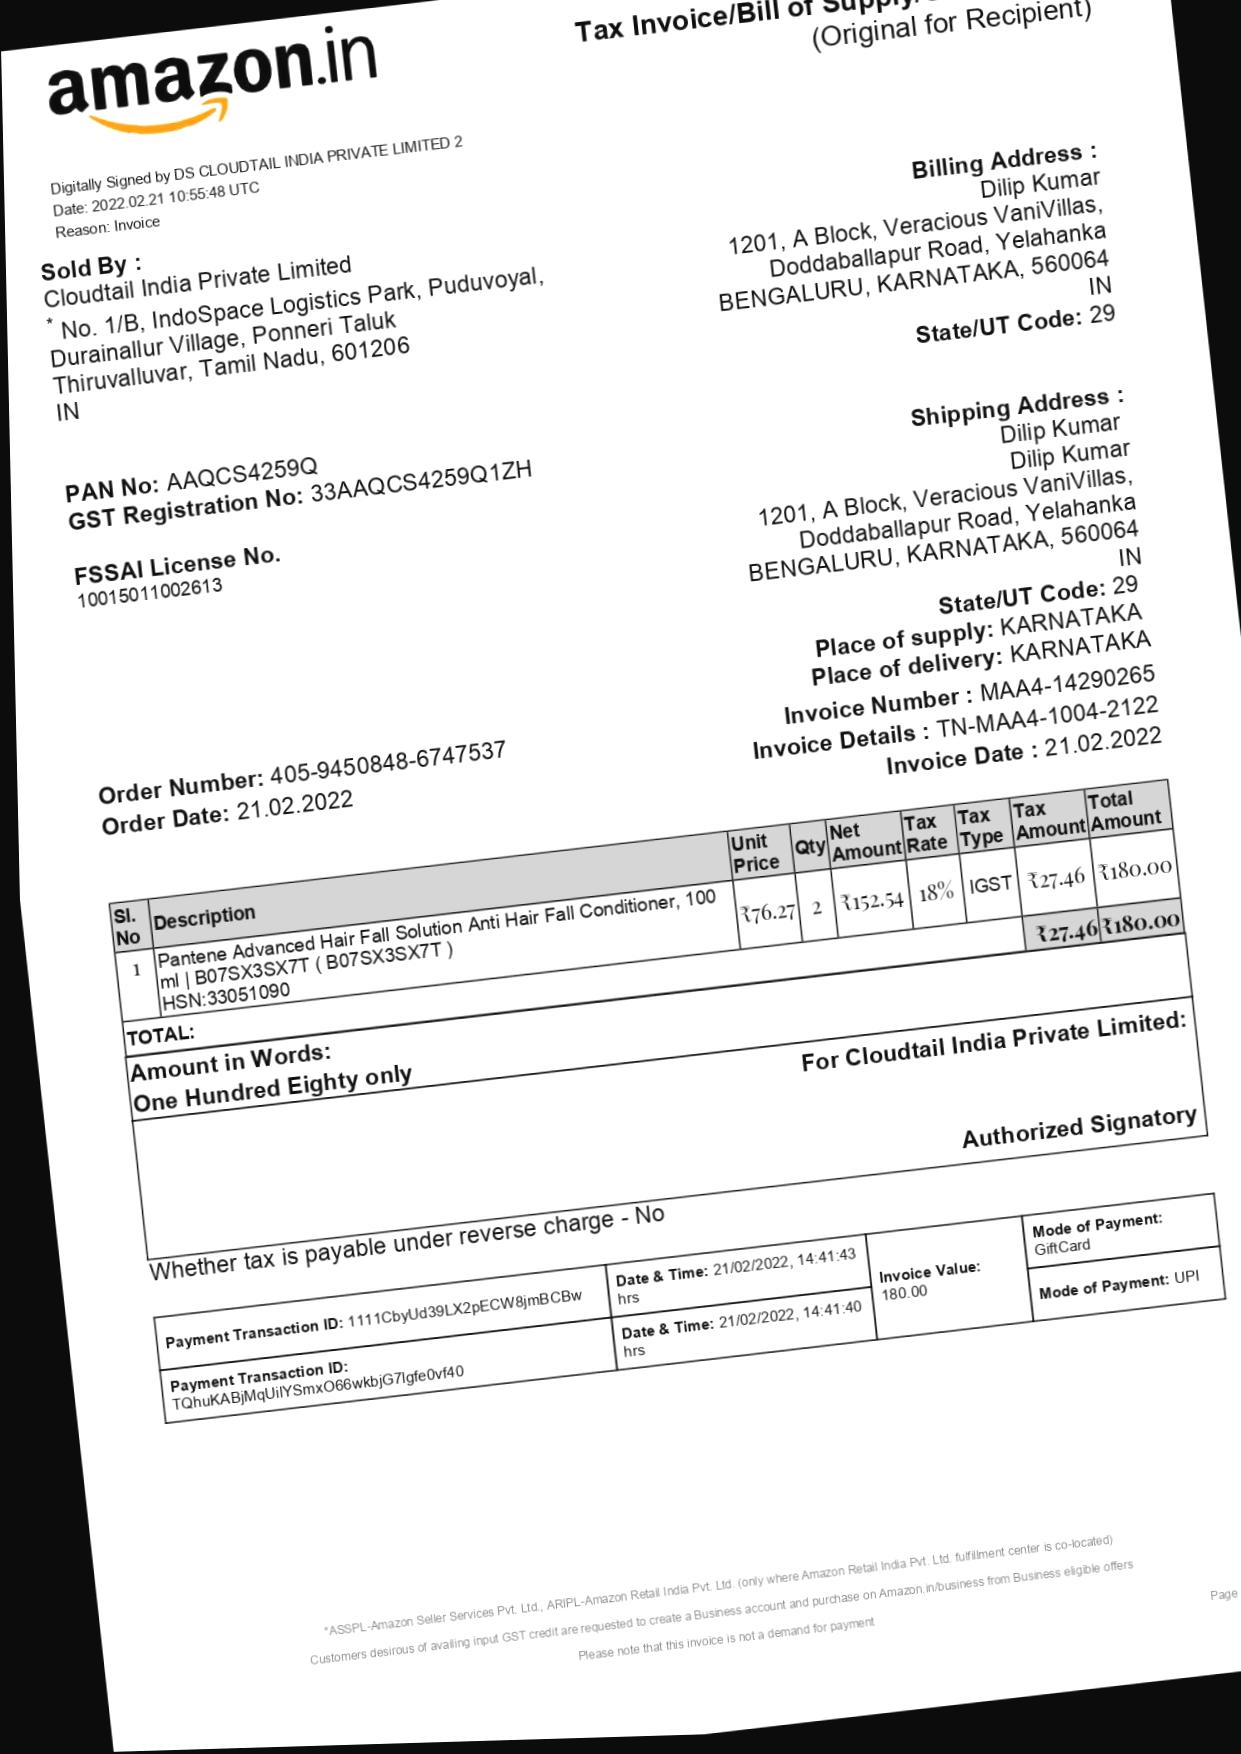 amazon.in
Tax Invoice/Bill of Supply/
(Original for Recipient)
Digitally Signed by DS CLOUDTAIL INDIA PRIVATE LIMITED 2
Date: 2022.02.21 10:55:48 UTC
Reason: Invoice
Sold By :
Cloudtail India Private Limited
* No. 1/B, IndoSpace Logistics Park, Puduvoyal,
Durainallur Village, Ponneri Taluk
Thiruvalluvar, Tamil Nadu, 601206
IN
Billing Address :
Dilip Kumar
1201, A Block, Veracious VaniVillas,
Doddaballapur Road, Yelahanka
BENGALURU, KARNATAKA, 560064
IN
State/UT Code: 29
PAN No: AAQCS4259Q
GST Registration No: 33AAQCS4259Q1ZH
FSSAI License No.
10015011002613
Shipping Address :
Dilip Kumar
Dilip Kumar
1201, A Block, Veracious VaniVillas,
Doddaballapur Road, Yelahanka
BENGALURU, KARNATAKA, 560064
IN
State/UT Code: 29
Place of supply: KARNATAKA
Place of delivery: KARNATAKA
Invoice Number : MAA4-14290265
Invoice Details : TN-MAA4-1004-2122
Invoice Date : 21.02.2022
Order Number: 405-9450848-6747537
Order Date: 21.02.2022
Sl. No Description Unit Price Qty Net Amount Tax Rate Tax Type Tax Amount Total Amount
1 Pantene Advanced Hair Fall Solution Anti Hair Fall Conditioner, 100 ₹76.27 2 ₹152.54 18% IGST ₹27.46 ₹180.00
ml | B07SX3SX7T ( B07SX3SX7T )
HSN:33051090
TOTAL: ₹27.46 ₹180.00
Amount in Words:
One Hundred Eighty only
For Cloudtail India Private Limited:
Authorized Signatory
Whether tax is payable under reverse charge - No
Payment Transaction ID: 1111CbyUd39LX2pECW8jmBCBw
Date & Time: 21/02/2022, 14:41:43
hrs
Invoice Value:
180.00
Mode of Payment:
GiftCard
Payment Transaction ID:
TQhuKABjMqUilYSmxO66wkbjG7lgfe0vf40
Date & Time: 21/02/2022, 14:41:40
hrs
Mode of Payment: UPI
*ASSPL-Amazon Seller Services Pvt. Ltd., ARIPL-Amazon Retail India Pvt. Ltd. (only where Amazon Retail India Pvt. Ltd. fulfillment center is co-located)
Customers desirous of availing input GST credit are requested to create a Business account and purchase on Amazon.in/business from Business eligible offers
Please note that this invoice is not a demand for payment
Page